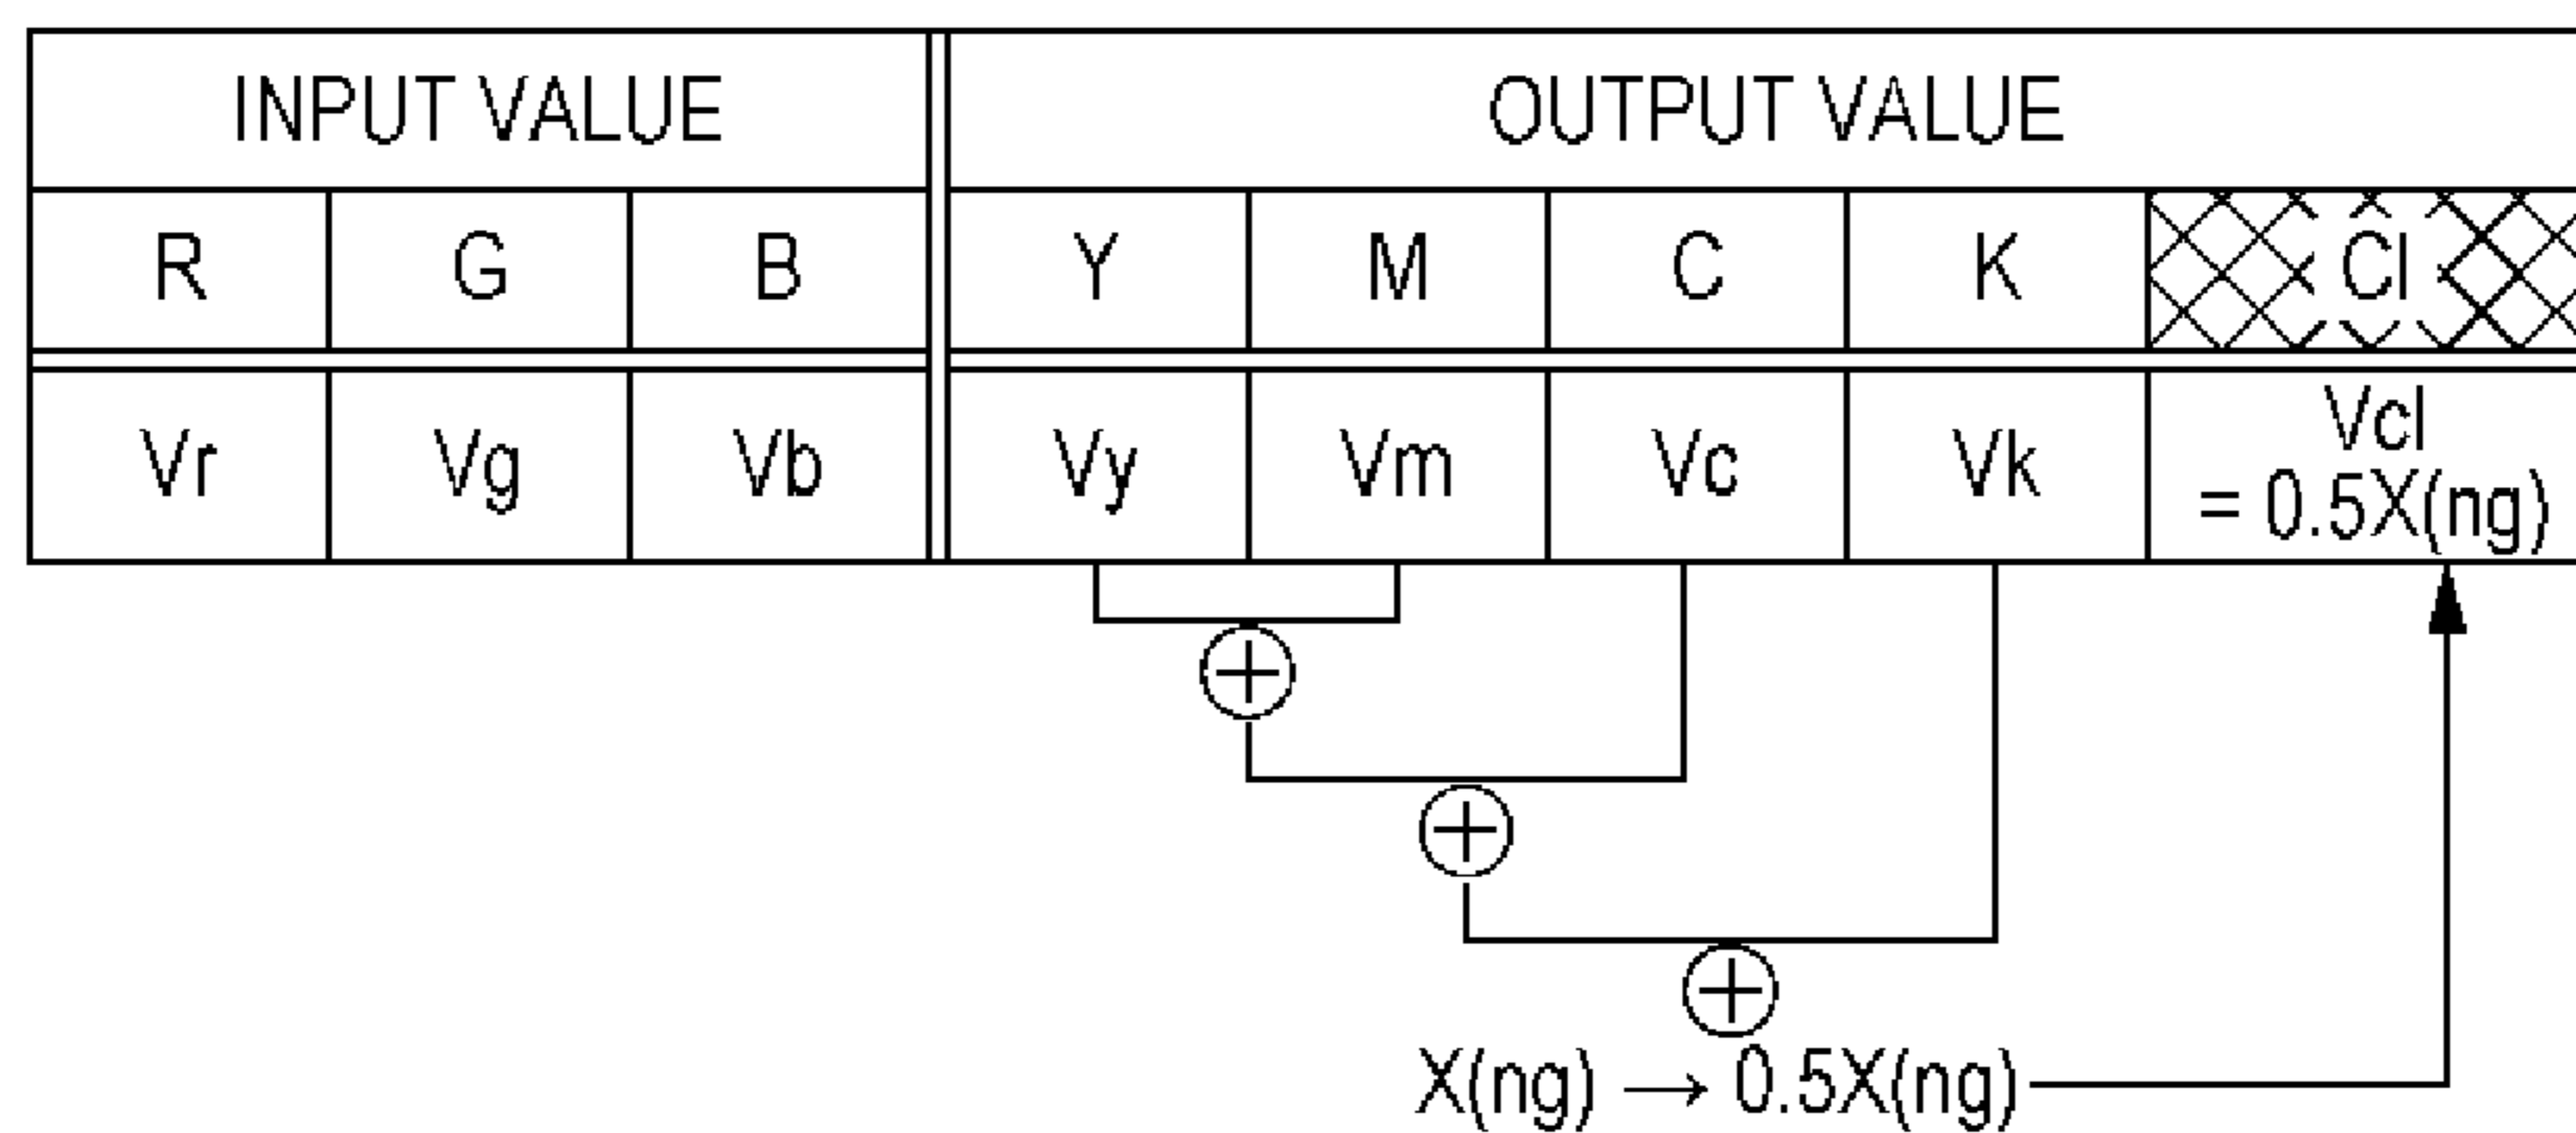 INPUT VALUE OUTPUT VALUE
R G B Y M C K Cl
Vr Vg Vb Vy Vm Vc Vk Vcl
= 0.5X(ng)
X(ng) → 0.5X(ng)